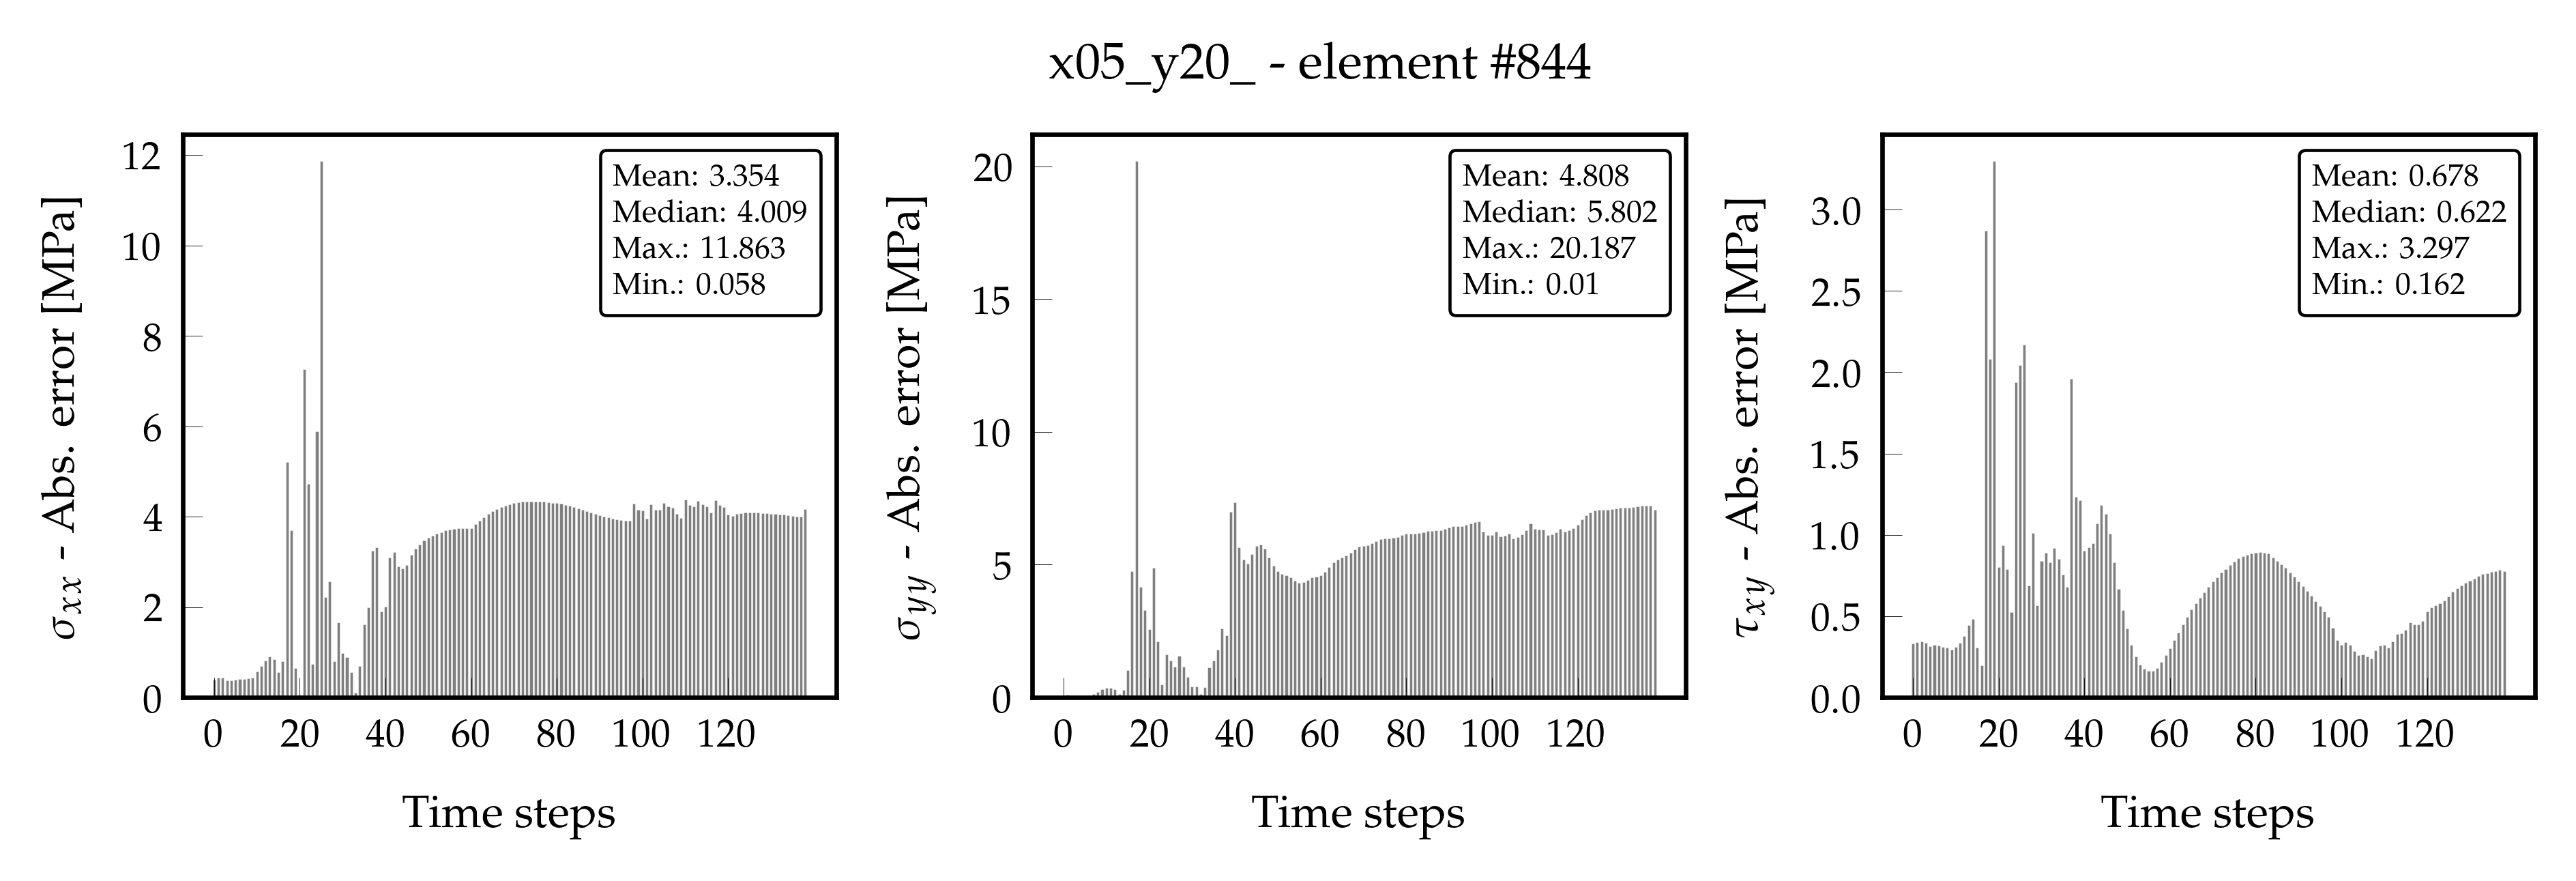 x05_y20_ - element #844
σxx - Abs. error [MPa]
12
10
8
6
4
2
0
0 20 40 60 80 100 120
Time steps
Mean: 3.354
Median: 4.009
Max.: 11.863
Min.: 0.058
σyy - Abs. error [MPa]
20
15
10
5
0
0 20 40 60 80 100 120
Time steps
Mean: 4.808
Median: 5.802
Max.: 20.187
Min.: 0.01
τxy - Abs. error [MPa]
3.0
2.5
2.0
1.5
1.0
0.5
0.0
0 20 40 60 80 100 120
Time steps
Mean: 0.678
Median: 0.622
Max.: 3.297
Min.: 0.162